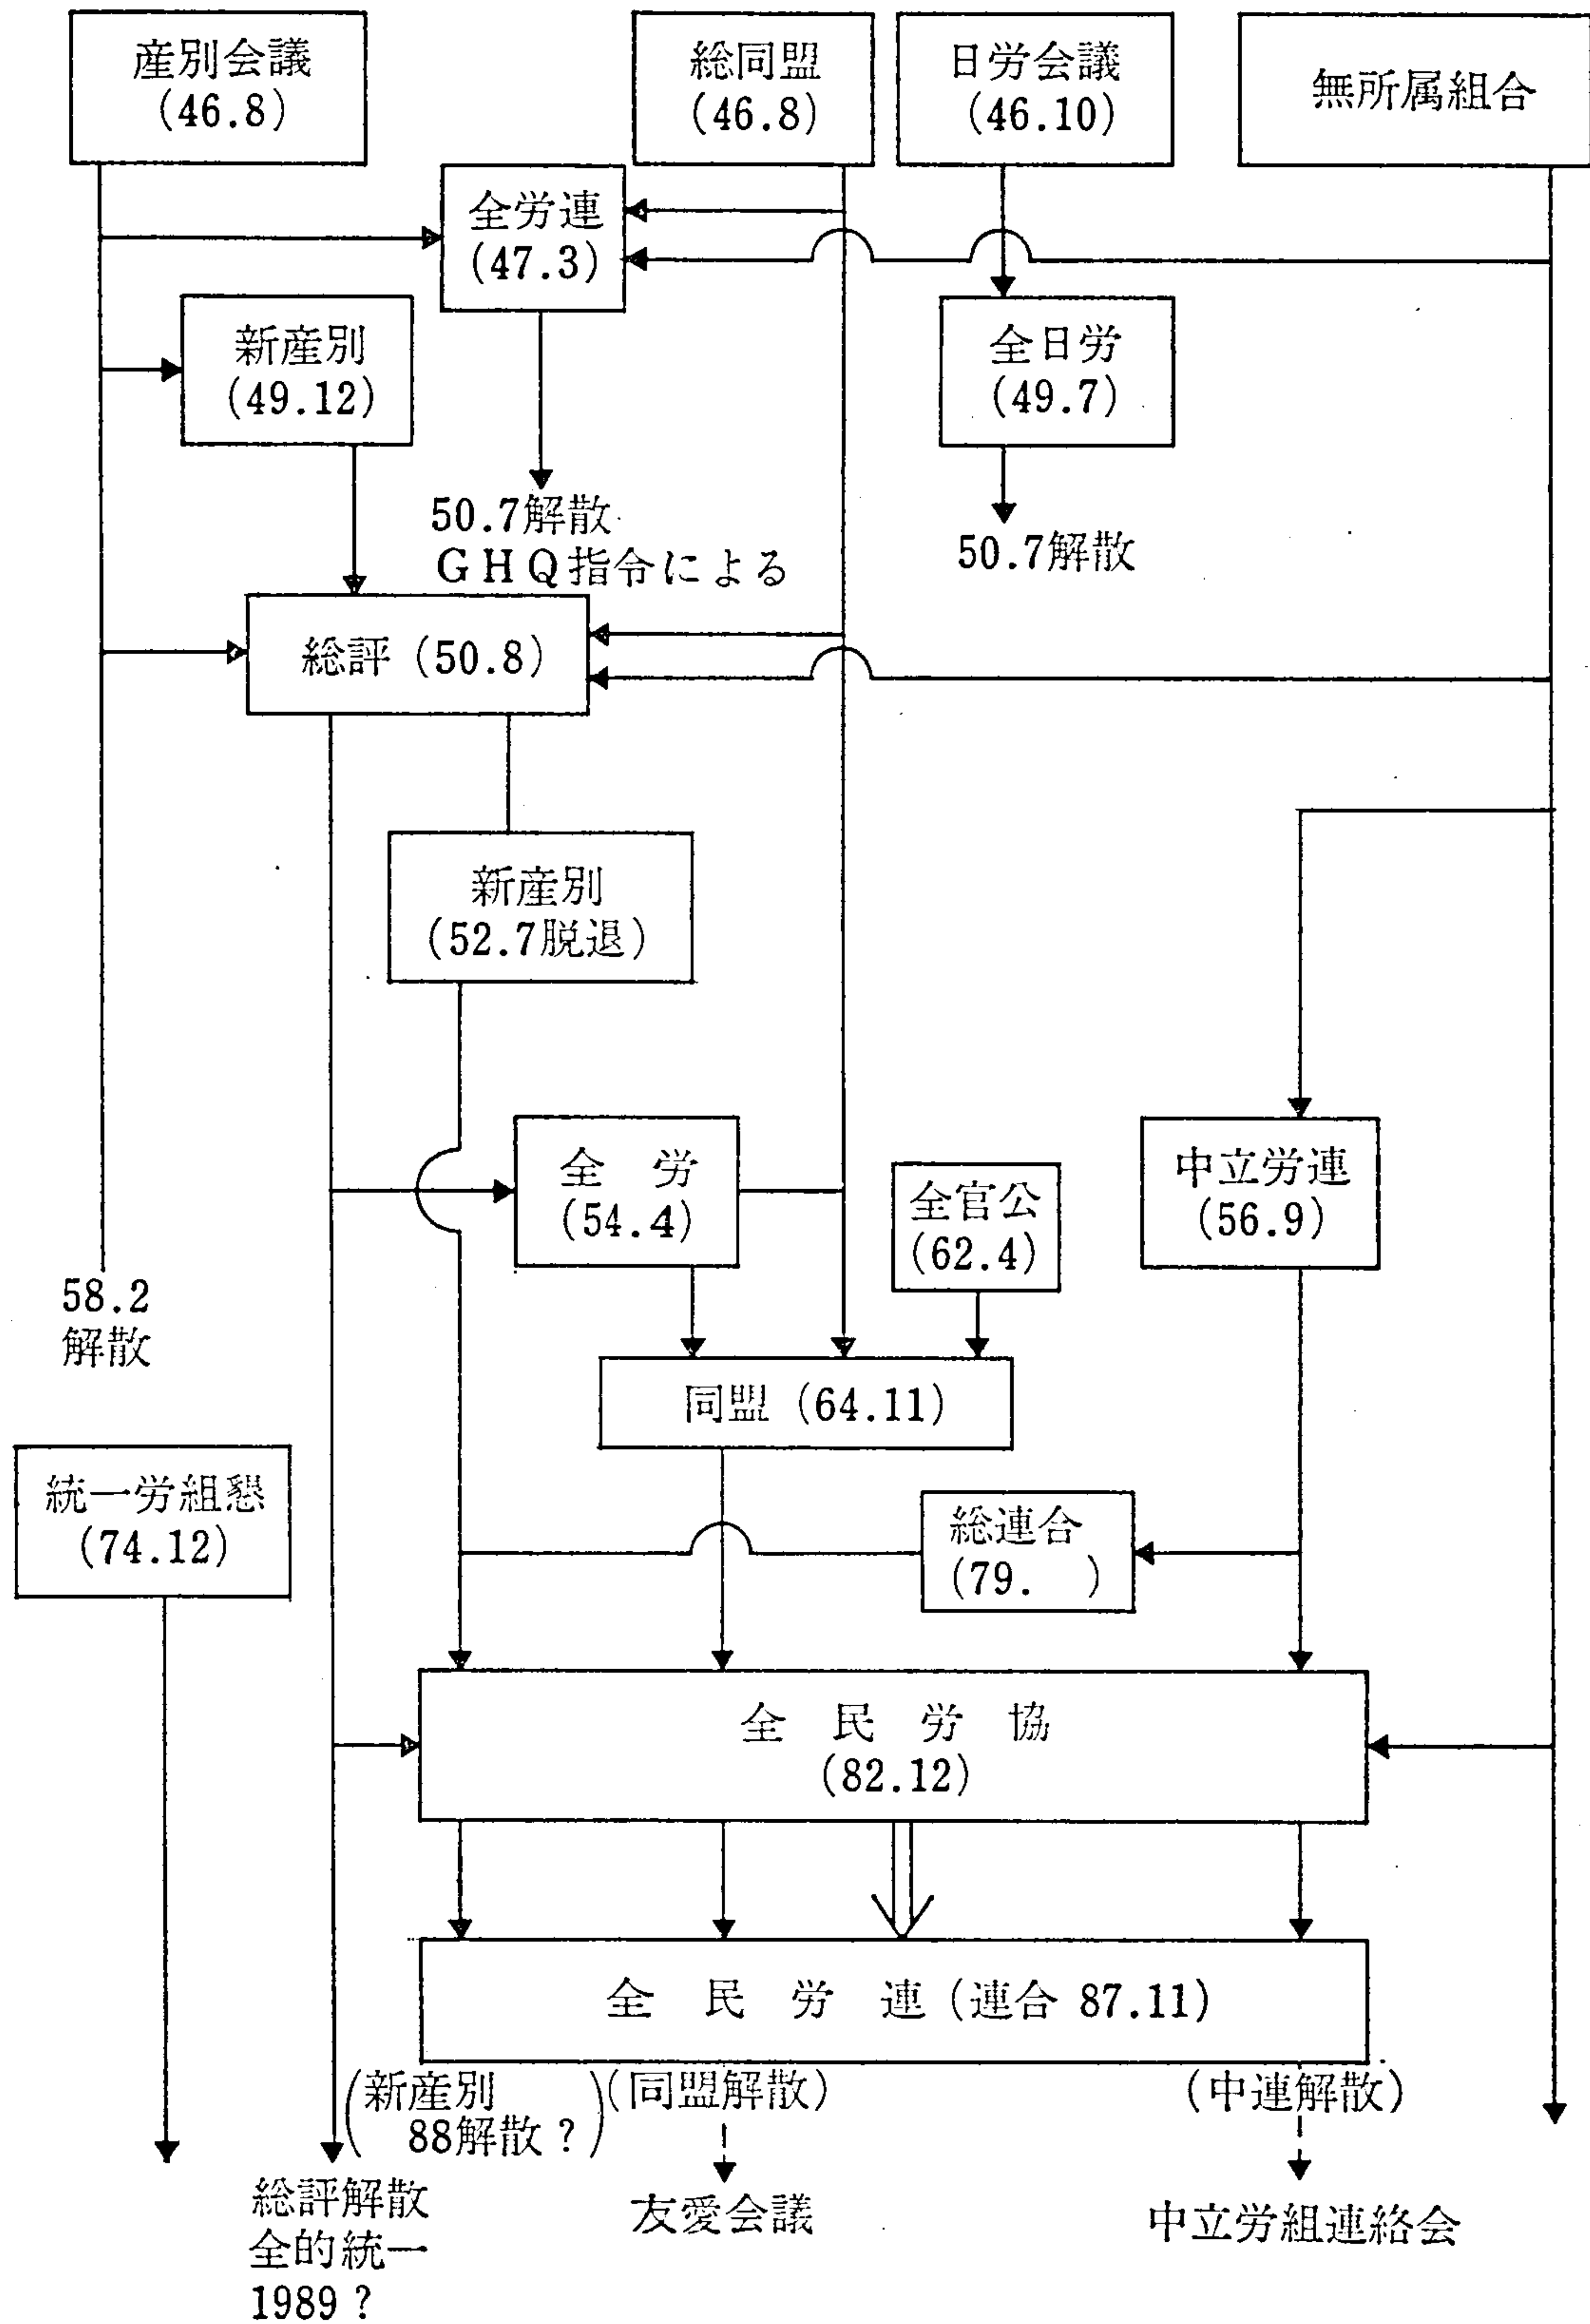 産別会議
(46.8)
総同盟
(46.8)
日労会議
(46.10)
無所属組合
全労連
(47.3)
新産別
(49.12)
全日労
(49.7)
50.7解散
GHQ指令による
50.7解散
総評 (50.8)
新産別
(52.7脱退)
全 労
(54.4)
全官公
(62.4)
中立労連
(56.9)
58.2
解散
同盟 (64.11)
統一労組懇
(74.12)
総連合
(79. )
全 民 労 協
(82.12)
全 民 労 連 (連合 87.11)
(新産別
88解散?)
(同盟解散)
(中連解散)
総評解散
全的統一
1989?
友愛会議
中立労組連絡会